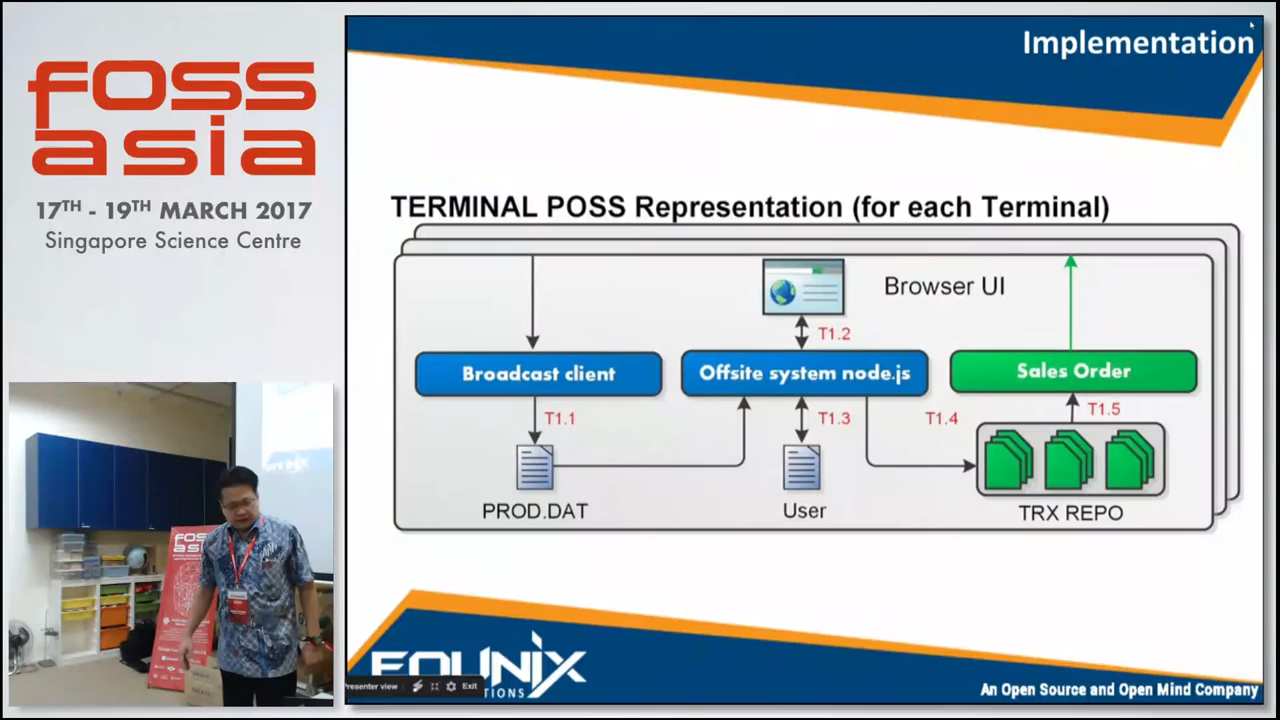 foss
asia
17TH - 19TH MARCH 2017
Singapore Science Centre
Implementation
TERMINAL POSS Representation (for each Terminal)
Browser UI
T1.2
Broadcast client
Offsite system node.js
Sales Order
T1.1
T1.3
T1.4
T1.5
PROD.DAT
User
TRX REPO
FOSS
EQUNIX
Presenter view
Exit
TIONS
An Open Source and Open Mind Company